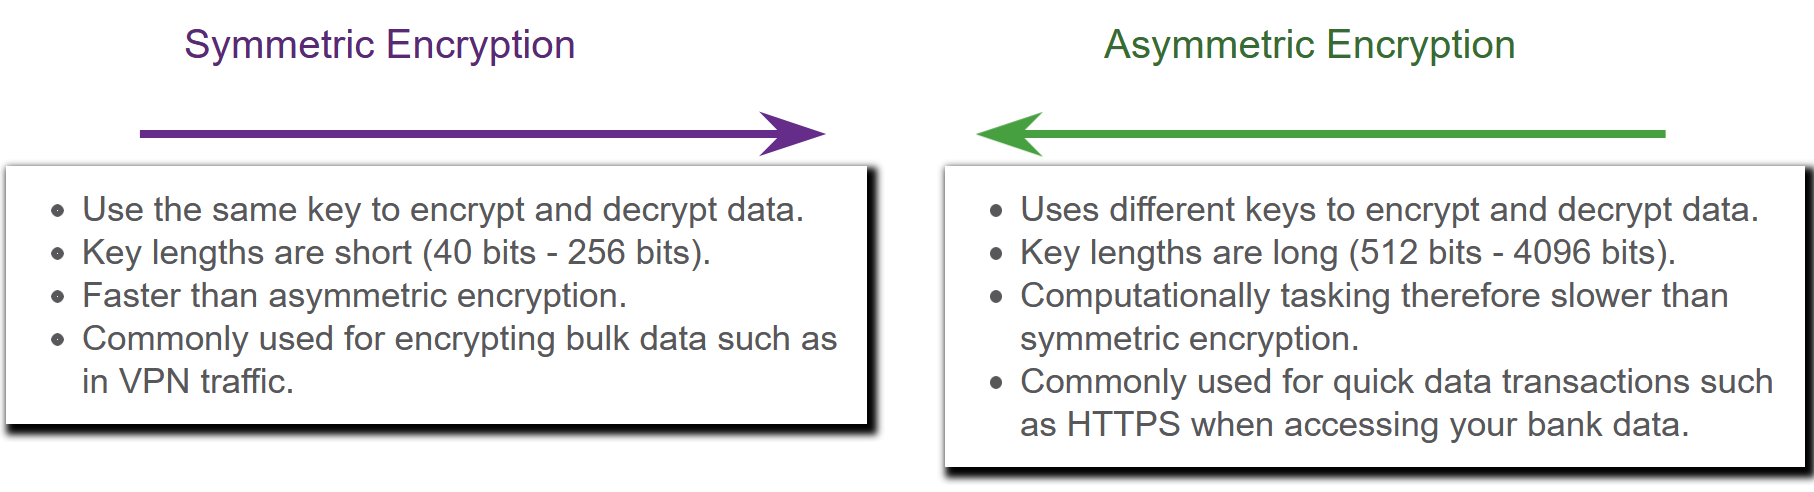 Symmetric Encryption
• Use the same key to encrypt and decrypt data.
• Key lengths are short (40 bits - 256 bits).
• Faster than asymmetric encryption.
• Commonly used for encrypting bulk data such as
in VPN traffic.
Asymmetric Encryption
• Uses different keys to encrypt and decrypt data.
• Key lengths are long (512 bits - 4096 bits).
• Computationally tasking therefore slower than
symmetric encryption.
• Commonly used for quick data transactions such
as HTTPS when accessing your bank data.